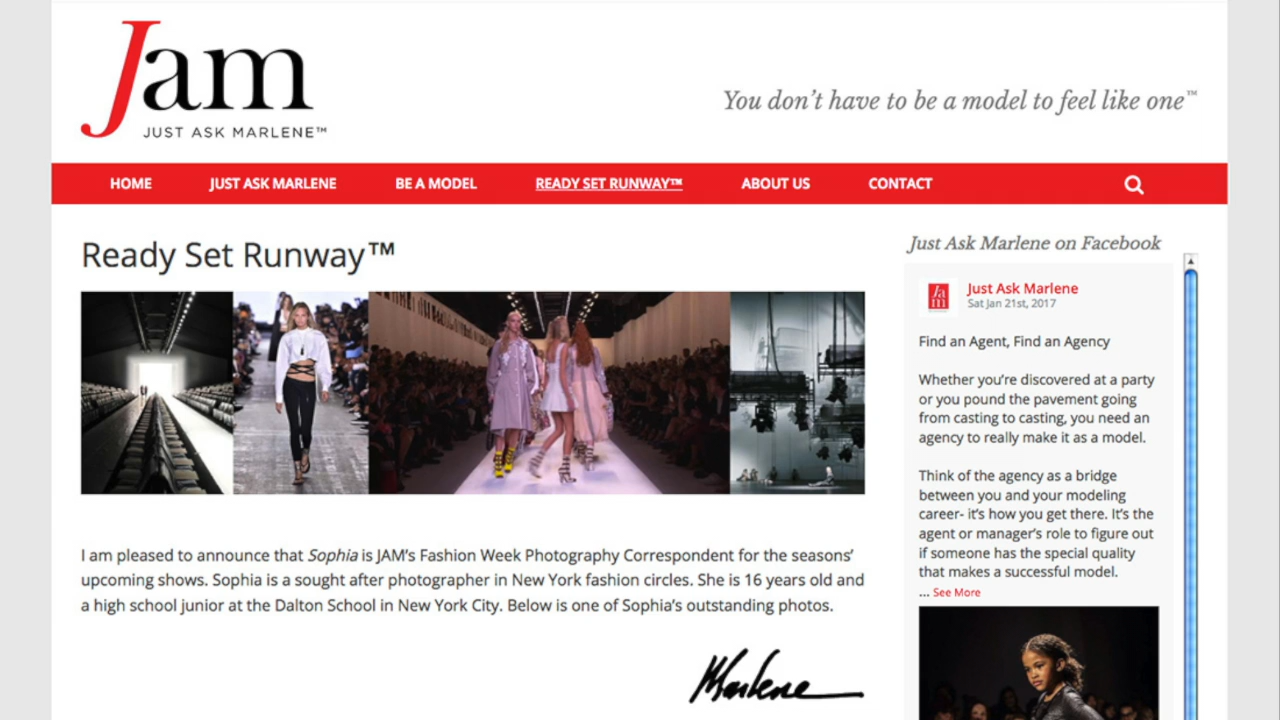 Jam
JUST ASK MARLENE™
You don't have to be a model to feel like one™
HOME JUST ASK MARLENE BE A MODEL READY SET RUNWAY™ ABOUT US CONTACT
Ready Set Runway™
I am pleased to announce that Sophia is JAM's Fashion Week Photography Correspondent for the seasons'
upcoming shows. Sophia is a sought after photographer in New York fashion circles. She is 16 years old and
a high school junior at the Dalton School in New York City. Below is one of Sophia's outstanding photos.
Marlene
Just Ask Marlene on Facebook
Jam
Just Ask Marlene
Sat Jan 21st, 2017
Find an Agent, Find an Agency
Whether you're discovered at a party
or you pound the pavement going
from casting to casting, you need an
agency to really make it as a model.
Think of the agency as a bridge
between you and your modeling
career- it's how you get there. It's the
agent or manager's role to figure out
if someone has the special quality
that makes a successful model.
... See More